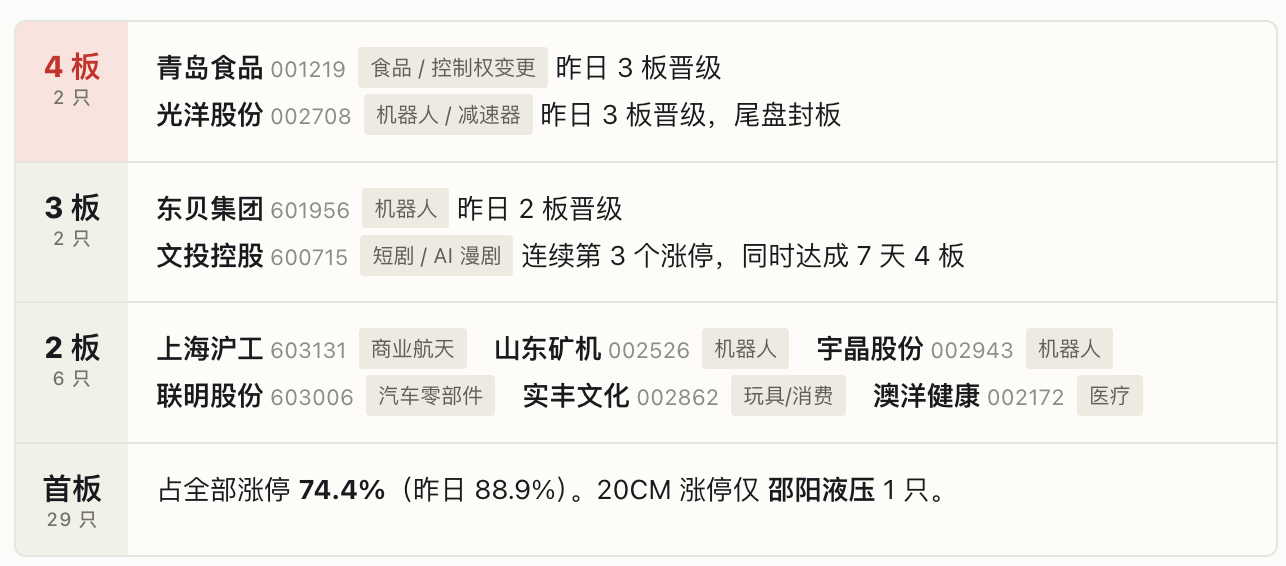 4 板
2 只
青岛食品 001219 食品 / 控制权变更 昨日 3 板晋级
光洋股份 002708 机器人 / 减速器 昨日 3 板晋级，尾盘封板
3 板
2 只
东贝集团 601956 机器人 昨日 2 板晋级
文投控股 600715 短剧 / AI 漫剧 连续第 3 个涨停，同时达成 7 天 4 板
2 板
6 只
上海沪工 603131 商业航天 山东矿机 002526 机器人 宇晶股份 002943 机器人
联明股份 603006 汽车零部件 实丰文化 002862 玩具/消费 澳洋健康 002172 医疗
首板
29 只
占全部涨停 74.4%（昨日 88.9%）。20CM 涨停仅 邵阳液压 1 只。